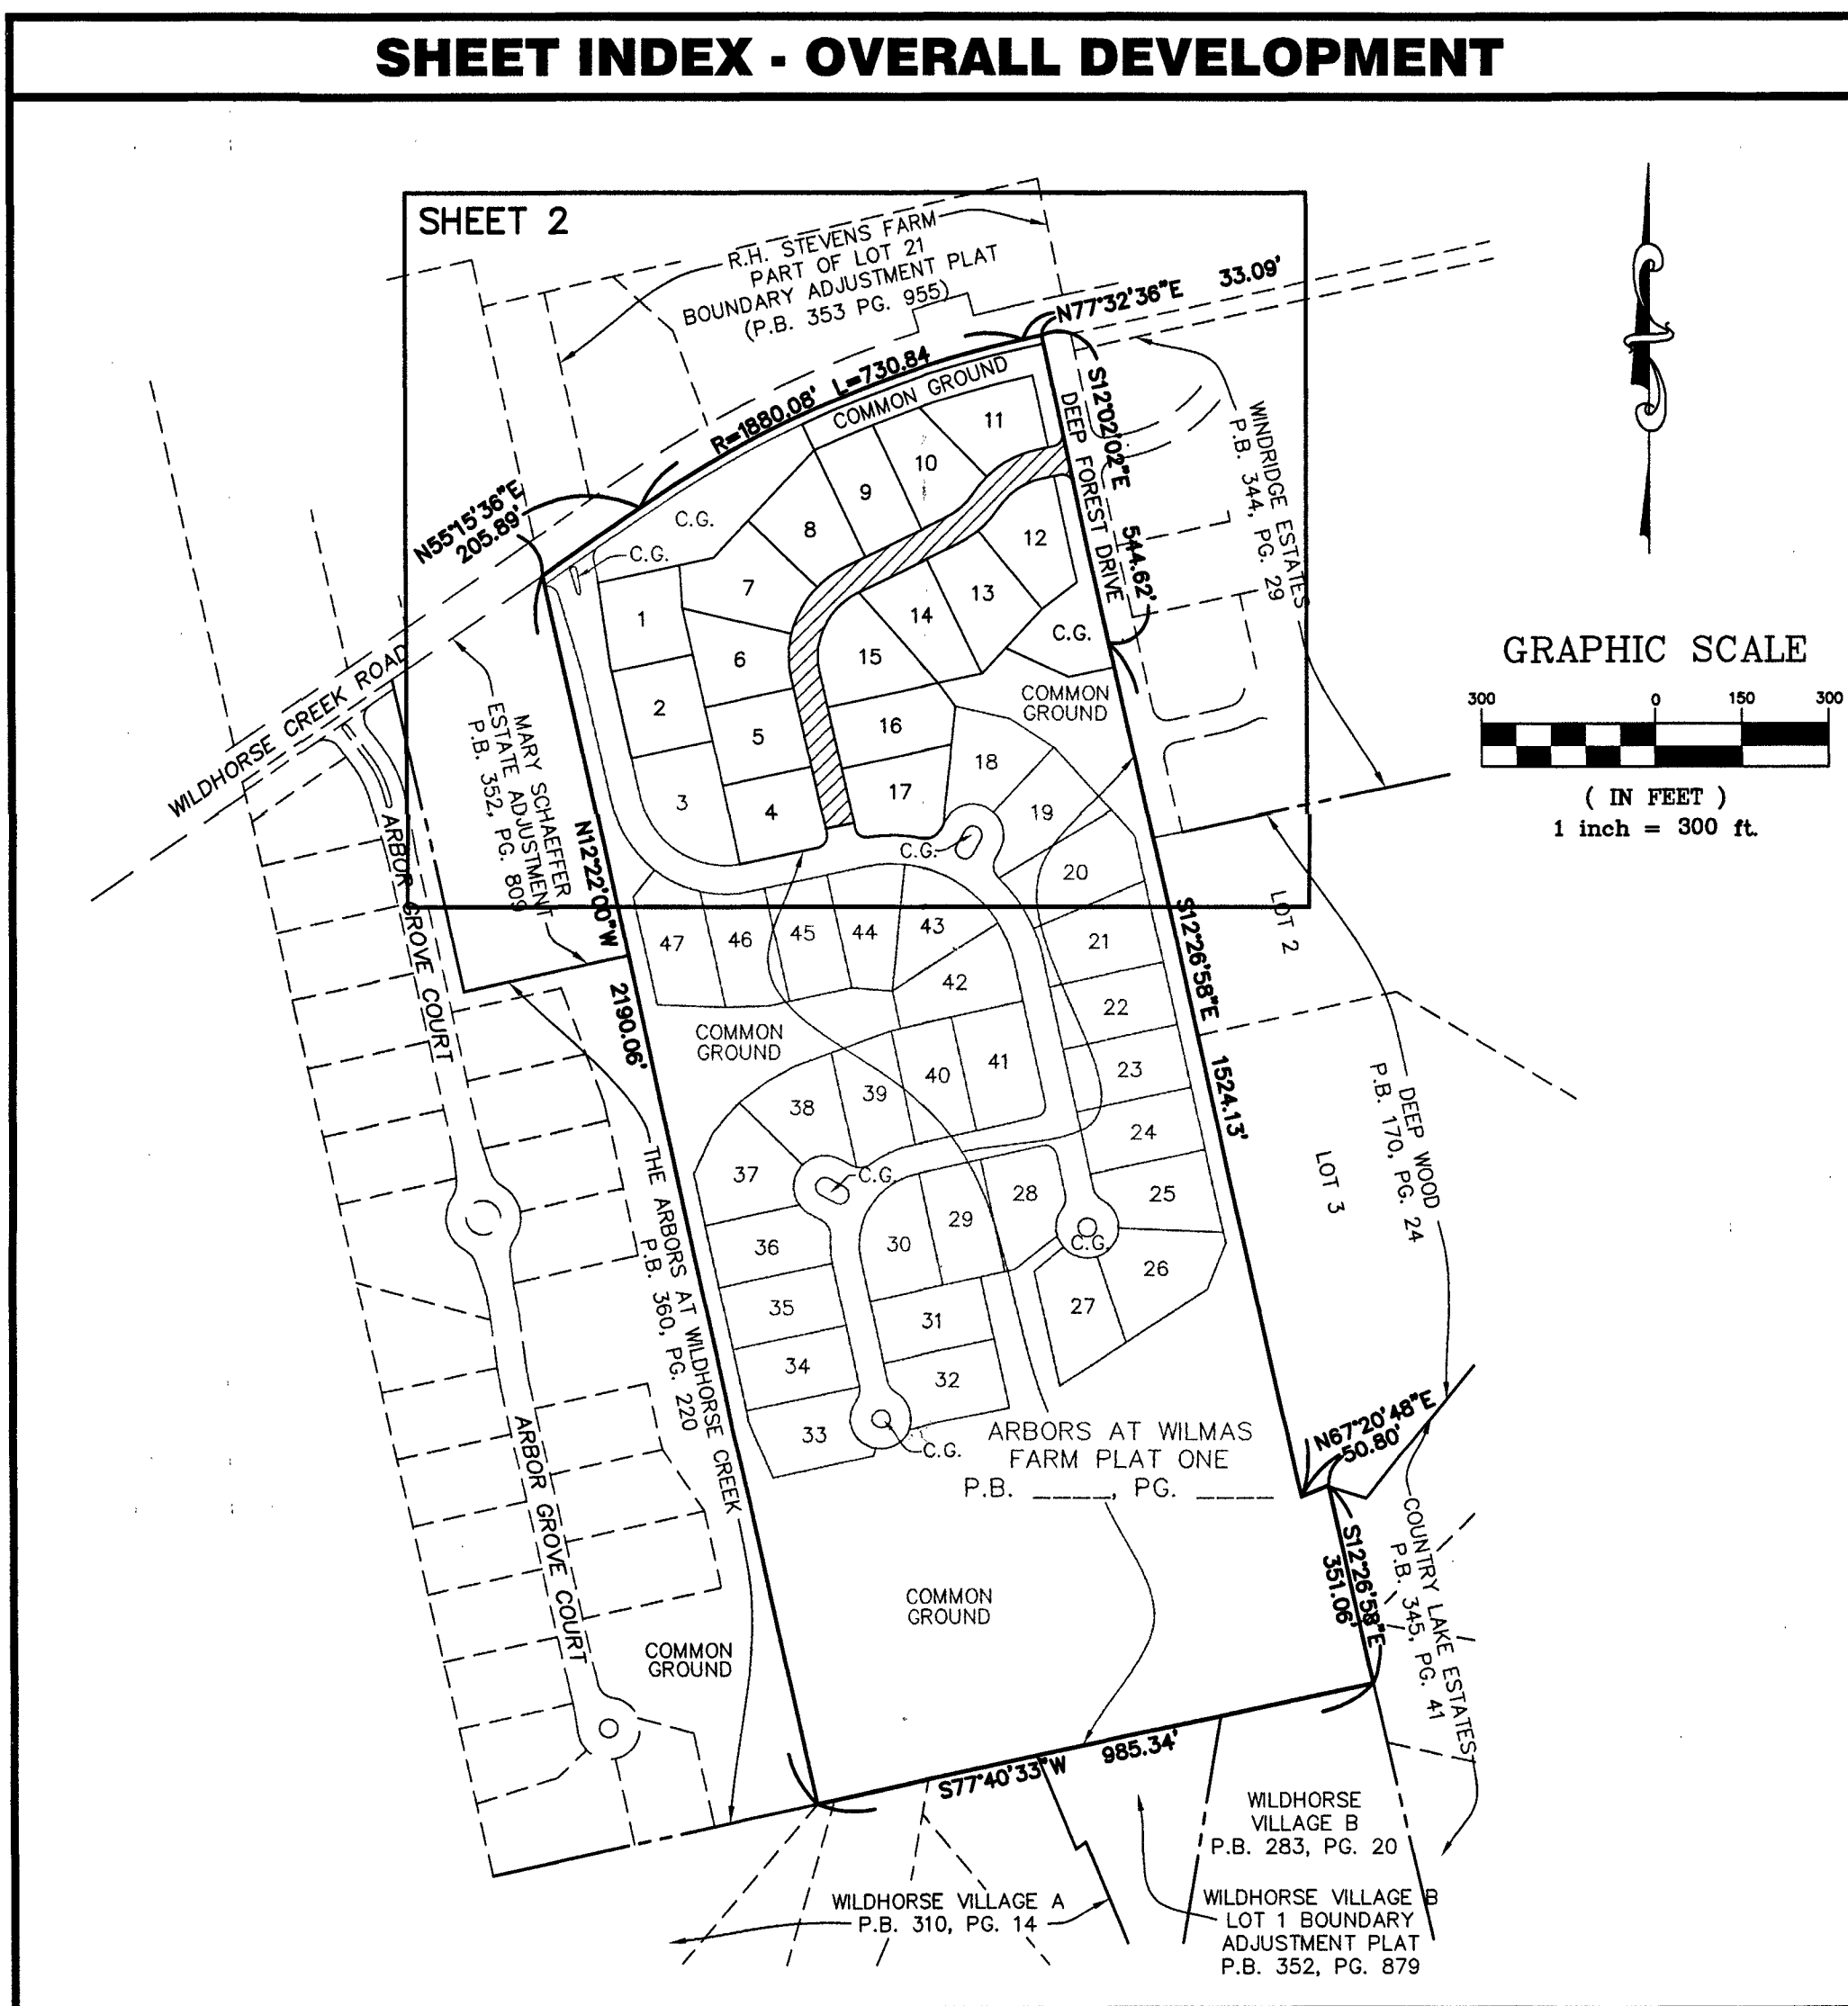 SHEET INDEX - OVERALL DEVELOPMENT
SHEET 2
R.H. STEVENS FARM
PART OF LOT 21
BOUNDARY ADJUSTMENT PLAT
(P.B. 353 PG. 955)
N77°32'36"E 33.09'
R=1880.08' L=730.84
COMMON GROUND
S12°02'02"E 544.62'
DEEP FOREST DRIVE
WINDRIDGE ESTATES
P.B. 344, PG. 29
N55°15'36"E
205.89'
C.G.
C.G.
11
10
9
8
12
7
13
14
1
C.G.
15
6
2
COMMON
GROUND
16
5
18
17
3
4
19
C.G.
20
GRAPHIC SCALE
300 0 150 300
( IN FEET )
1 inch = 300 ft.
WILDHORSE CREEK ROAD
MARY SCHAEFFER
ESTATE ADJUSTMENT
P.B. 352, PG. 809
ARBOR GROVE COURT
N12°22'00"W
2190.06'
47
46
45
44
43
42
21
22
S12°26'58"E 1524.13'
LOT 2
COMMON
GROUND
41
40
39
38
23
24
DEEP WOOD
P.B. 170, PG. 24
LOT 3
37
C.G.
28
25
29
30
36
C.G.
26
27
35
31
34
32
33
C.G.
THE ARBORS AT WILDHORSE CREEK
P.B. 360, PG. 220
ARBORS AT WILMAS
FARM PLAT ONE
P.B. ____, PG. ____
N67°20'48"E
50.80'
COUNTRY LAKE ESTATES
P.B. 345, PG. 41
S12°26'58"E
351.06'
ARBOR GROVE COURT
COMMON
GROUND
COMMON
GROUND
S77°40'33"W 985.34'
WILDHORSE
VILLAGE B
P.B. 283, PG. 20
WILDHORSE VILLAGE A
P.B. 310, PG. 14
WILDHORSE VILLAGE B
LOT 1 BOUNDARY
ADJUSTMENT PLAT
P.B. 352, PG. 879